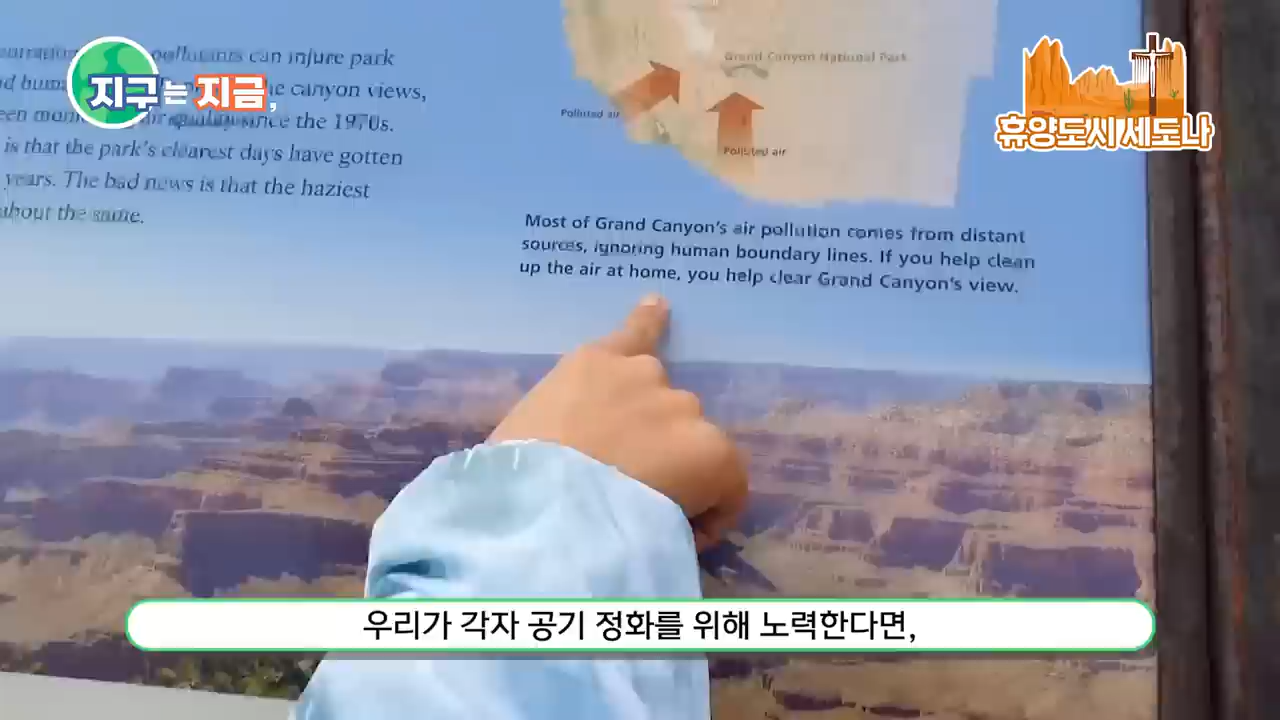 pollutants can injure park
canyon views,
since the 1970s.
is that the park's clearest days have gotten
years. The bad news is that the haziest
about the same.
지구는 지금,
Grand Canyon National Park
Polluted air
Polluted air
휴양도시 세도나
Most of Grand Canyon's air pollution comes from distant
sources, ignoring human boundary lines. If you help clean
up the air at home, you help clear Grand Canyon's view.
우리가 각자 공기 정화를 위해 노력한다면,